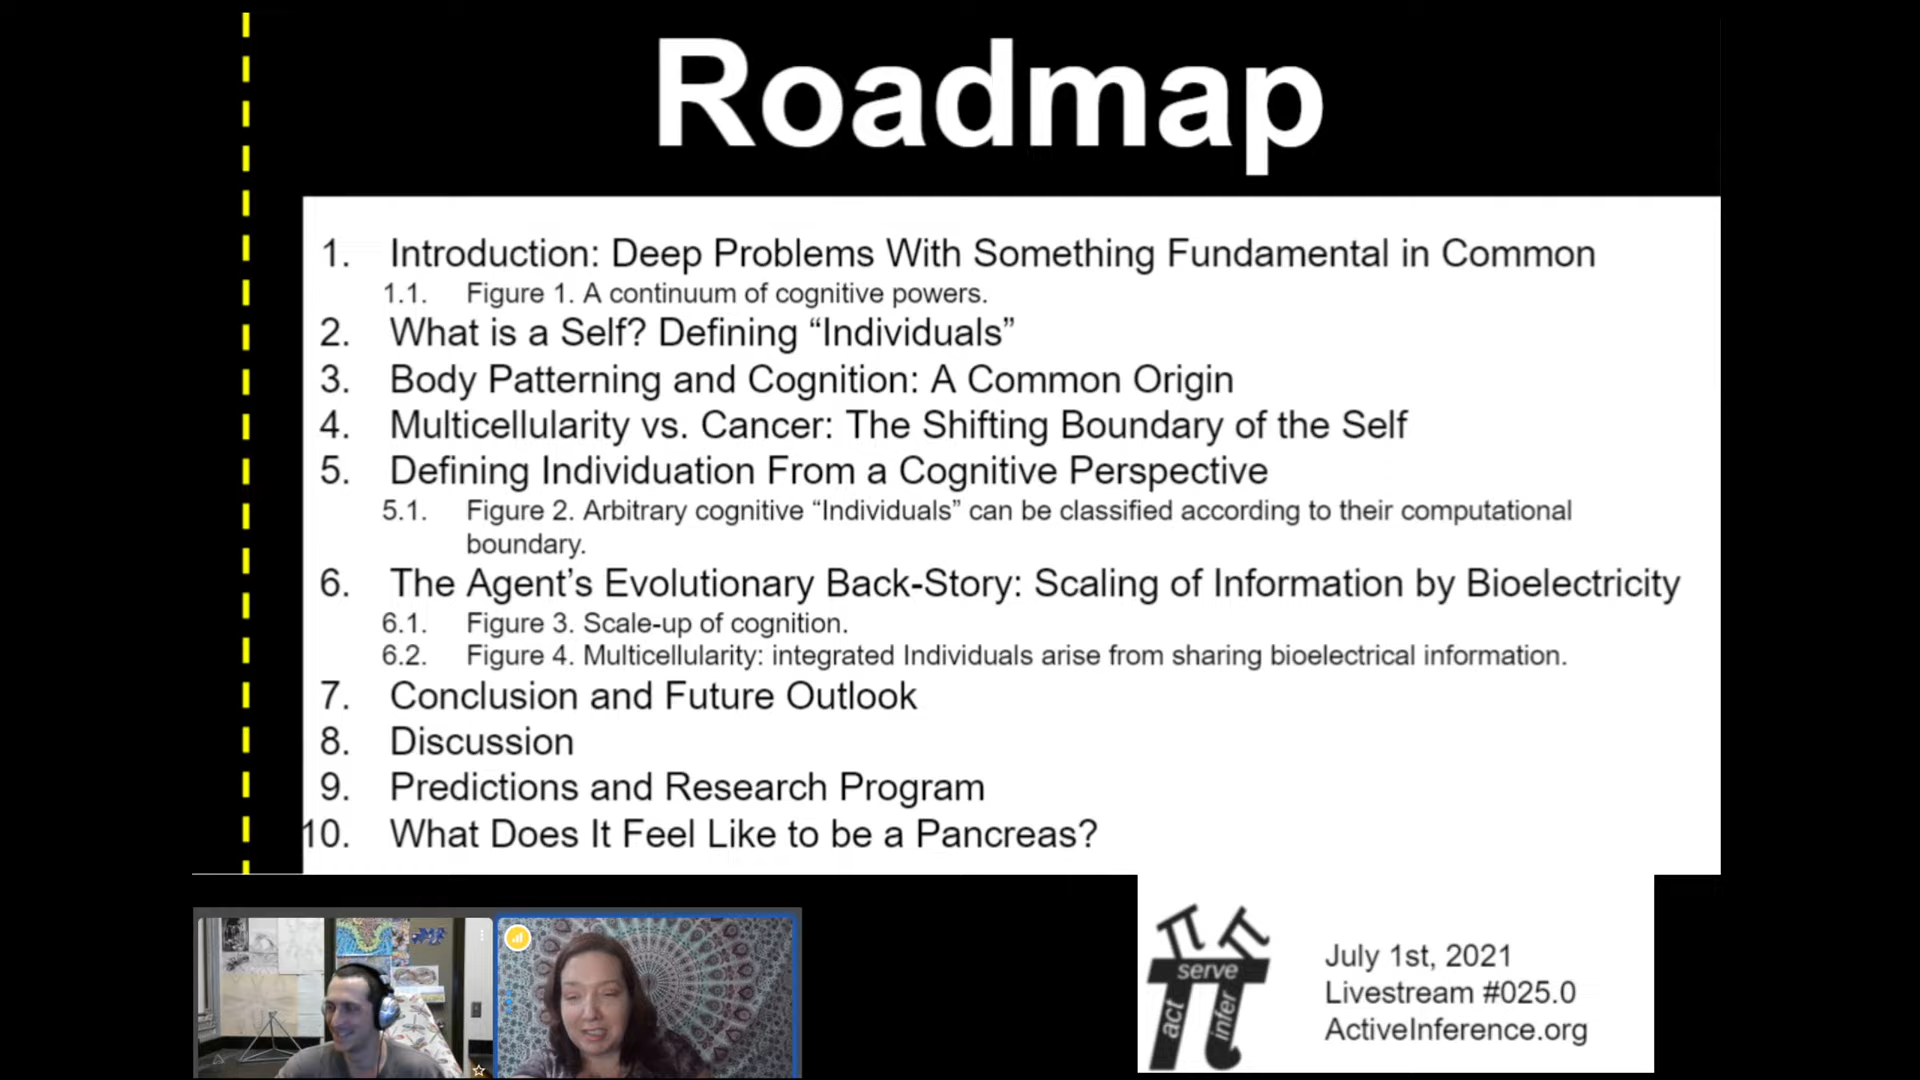 Roadmap
1. Introduction: Deep Problems With Something Fundamental in Common
1.1. Figure 1. A continuum of cognitive powers.
2. What is a Self? Defining “Individuals”
3. Body Patterning and Cognition: A Common Origin
4. Multicellularity vs. Cancer: The Shifting Boundary of the Self
5. Defining Individuation From a Cognitive Perspective
5.1. Figure 2. Arbitrary cognitive “Individuals” can be classified according to their computational
boundary.
6. The Agent’s Evolutionary Back-Story: Scaling of Information by Bioelectricity
6.1. Figure 3. Scale-up of cognition.
6.2. Figure 4. Multicellularity: integrated Individuals arise from sharing bioelectrical information.
7. Conclusion and Future Outlook
8. Discussion
9. Predictions and Research Program
10. What Does It Feel Like to be a Pancreas?
serve
act
infer
July 1st, 2021
Livestream #025.0
ActiveInference.org